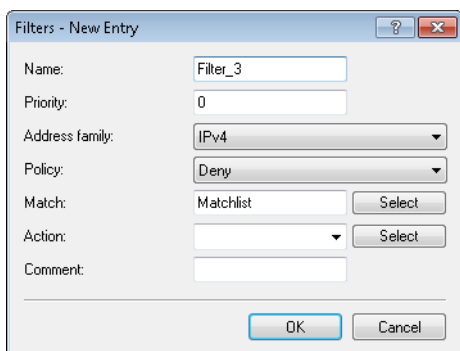 Filters - New Entry
Name: Filter_3
Priority: 0
Address family: IPv4
Policy: Deny
Match: Matchlist Select
Action: Select
Comment:
OK Cancel